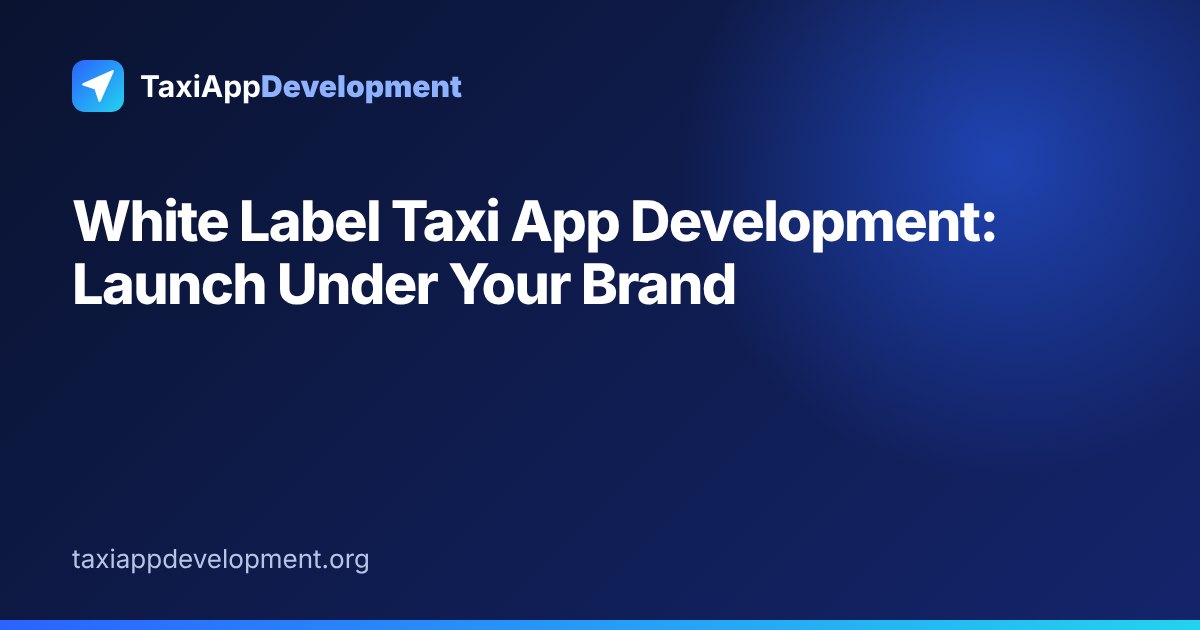 TaxiAppDevelopment
White Label Taxi App Development:
Launch Under Your Brand
taxiappdevelopment.org